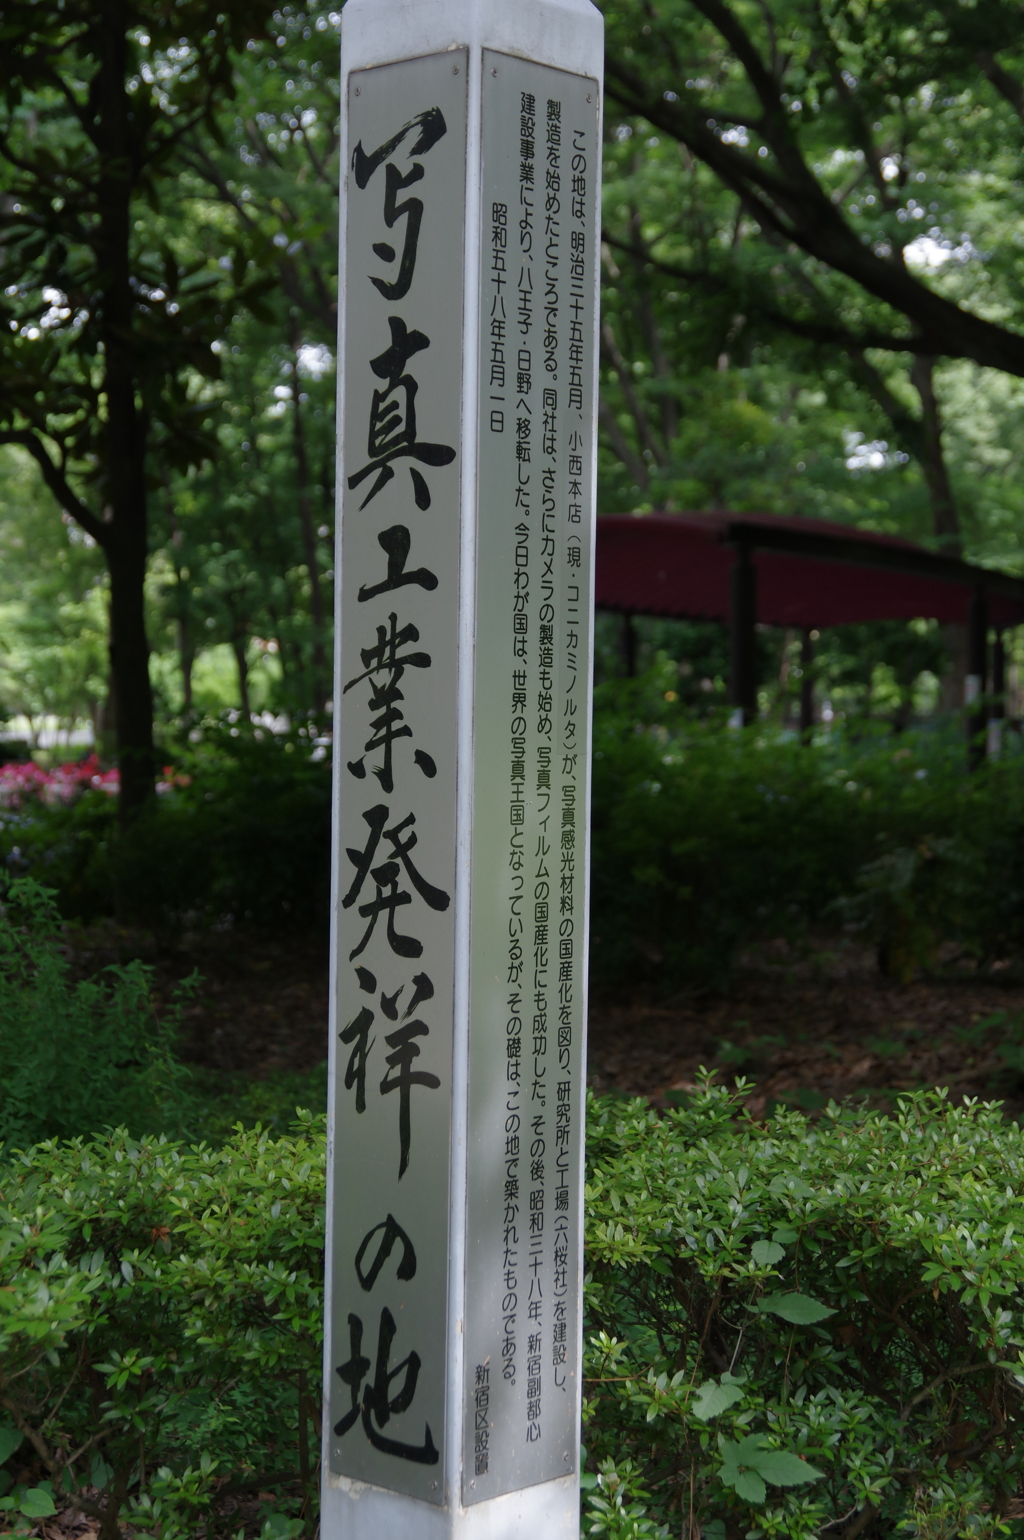 写真工業発祥の地
この地は、明治三十五年五月、小西本店（現・コニカミノルタ）が、写真感光材料の国産化を図り、研究所と工場（六桜社）を建設し、
製造を始めたところである。同社は、さらにカメラの製造も始め、写真フィルムの国産化にも成功した。その後、昭和三十八年、新宿副都心
建設事業により、八王子・日野へ移転した。今日わが国は、世界の写真王国となっているが、その礎は、この地で築かれたものである。
昭和五十八年五月一日
新宿区設置